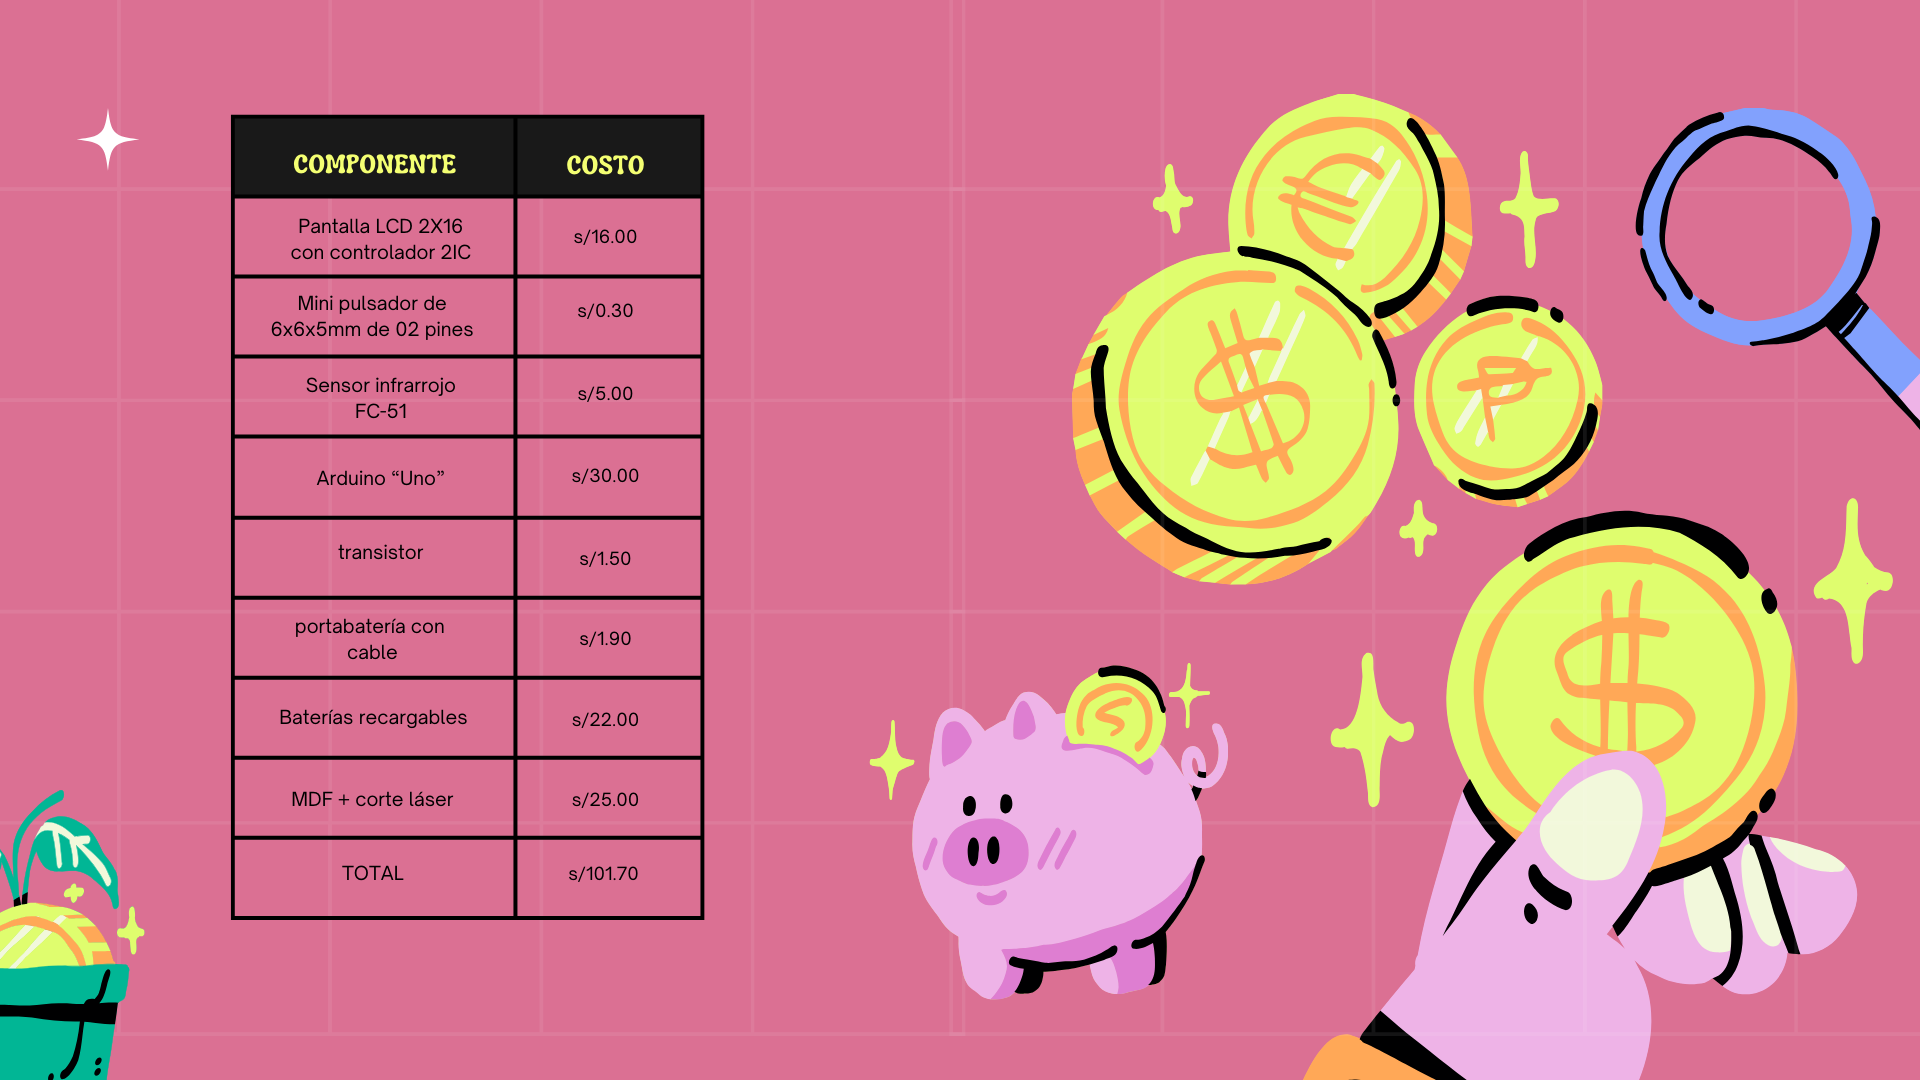 COMPONENTE
COSTO
Pantalla LCD 2X16
con controlador 2IC
s/16.00
Mini pulsador de
6x6x5mm de 02 pines
s/0.30
Sensor infrarrojo
FC-51
s/5.00
Arduino “Uno”
s/30.00
transistor
s/1.50
portabatería con
cable
s/1.90
Baterías recargables
s/22.00
MDF + corte láser
s/25.00
TOTAL
s/101.70
€
$
₱
$